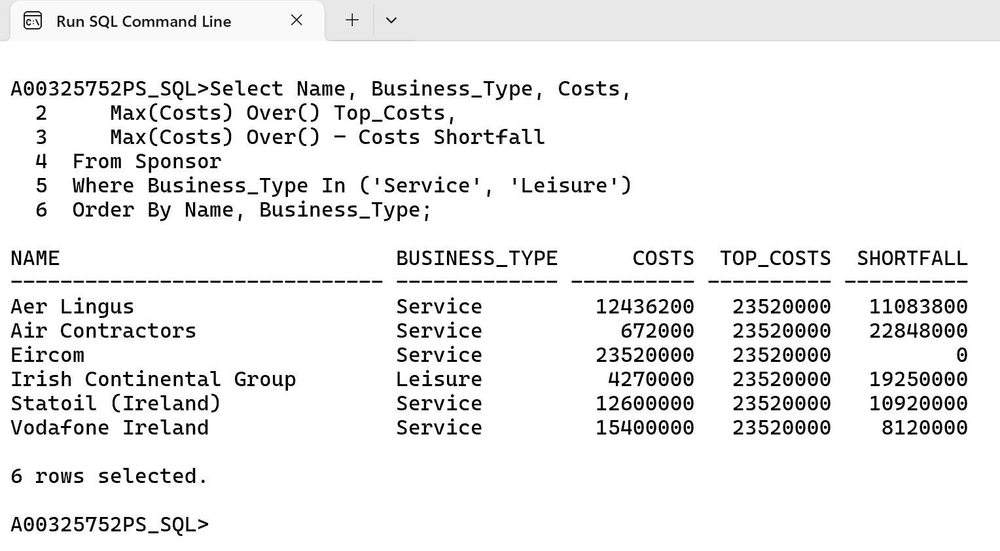 Run SQL Command Line
A00325752PS_SQL>Select Name, Business_Type, Costs,
  2     Max(Costs) Over() Top_Costs,
  3     Max(Costs) Over() - Costs Shortfall
  4  From Sponsor
  5  Where Business_Type In ('Service', 'Leisure')
  6  Order By Name, Business_Type;
NAME                           BUSINESS_TYPE      COSTS  TOP_COSTS  SHORTFALL
------------------------------ ------------- ---------- ---------- ----------
Aer Lingus                     Service         12436200   23520000   11083800
Air Contractors                Service           672000   23520000   22848000
Eircom                         Service         23520000   23520000          0
Irish Continental Group        Leisure          4270000   23520000   19250000
Statoil (Ireland)              Service         12600000   23520000   10920000
Vodafone Ireland               Service         15400000   23520000    8120000
6 rows selected.
A00325752PS_SQL>